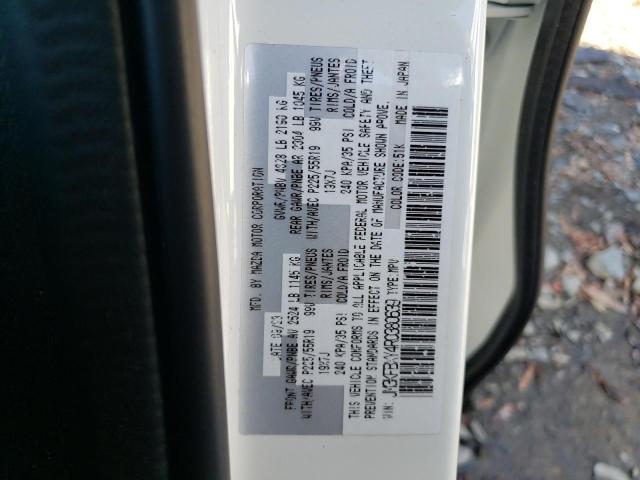 MFD. BY MAZDA MOTOR CORPORATION
GVWR/PNBV 4828 LB 2190 KG
FRONT GAWR/PNBE AV 2524 LB 1145 KG REAR GAWR/PNBE AR 2304 LB 1045 KG
WITH/AVEC P225/55R19 99V TIRES/PNEUS WITH/AVEC P225/55R19 99V TIRES/PNEUS
19X7J RIMS/JANTES 19X7J RIMS/JANTES
240 KPA/35 PSI COLD/A FROID 240 KPA/35 PSI COLD/A FROID
THIS VEHICLE CONFORMS TO ALL APPLICABLE FEDERAL MOTOR VEHICLE SAFETY AND THEFT
PREVENTION STANDARDS IN EFFECT ON THE DATE OF MANUFACTURE SHOWN ABOVE.
COLOR CODE:51K MADE IN JAPAN
VIN: TYPE:MPV